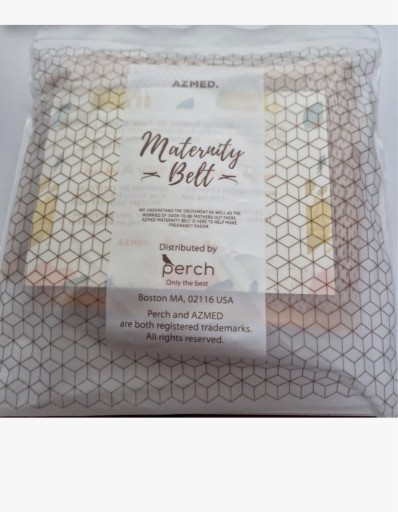 AZMED.
Maternity
Belt
WE UNDERSTAND THE EXCITEMENT AS WELL AS THE
WORRIES OF SOON-TO-BE MOTHERS OUT THERE,
AZMED MATERNITY BELT IS HERE TO HELP MAKE
PREGNANCY EASIER.
Distributed by
perch
Only the best
Boston MA, 02116 USA
Perch and AZMED
are both registered trademarks.
All rights reserved.